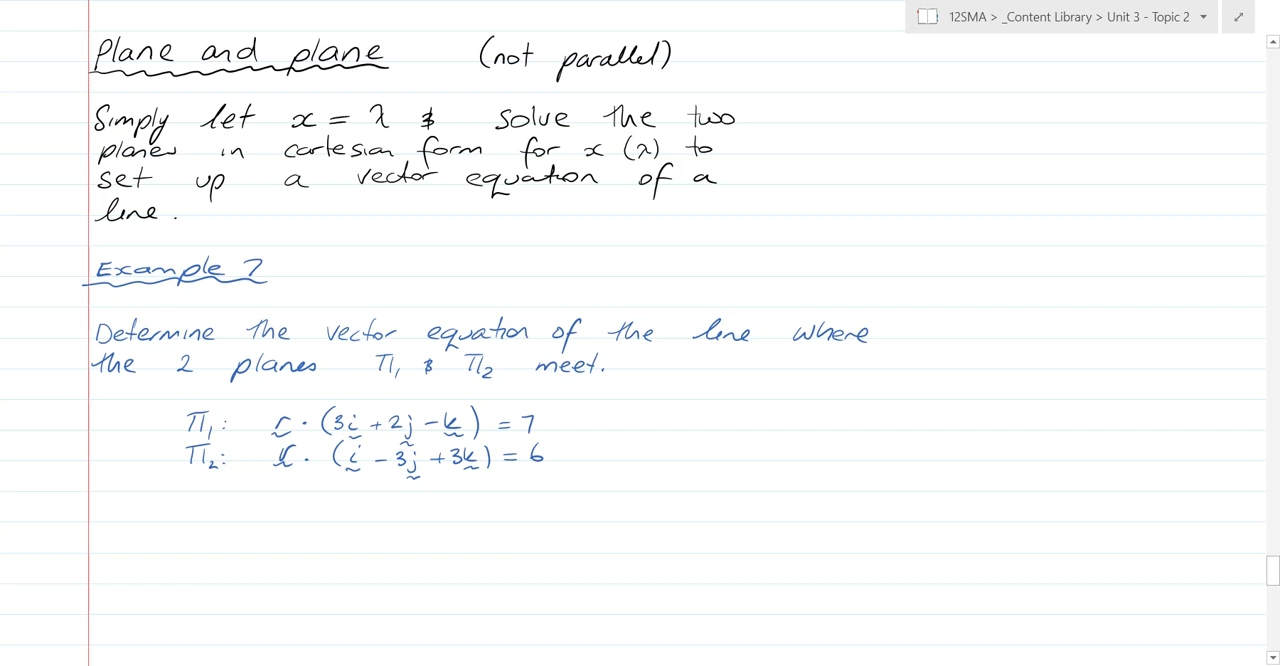 12SMA > _Content Library > Unit 3 - Topic 2
Plane and plane (not parallel)
Simply let x = λ & solve the two
planes in cartesian form for x (λ) to
set up a vector equation of a
line.
Example 7
Determine the vector equation of the line where
the 2 planes Π₁ & Π₂ meet.
Π₁: r · (3i + 2j - k) = 7
Π₂: r · (i - 3j + 3k) = 6